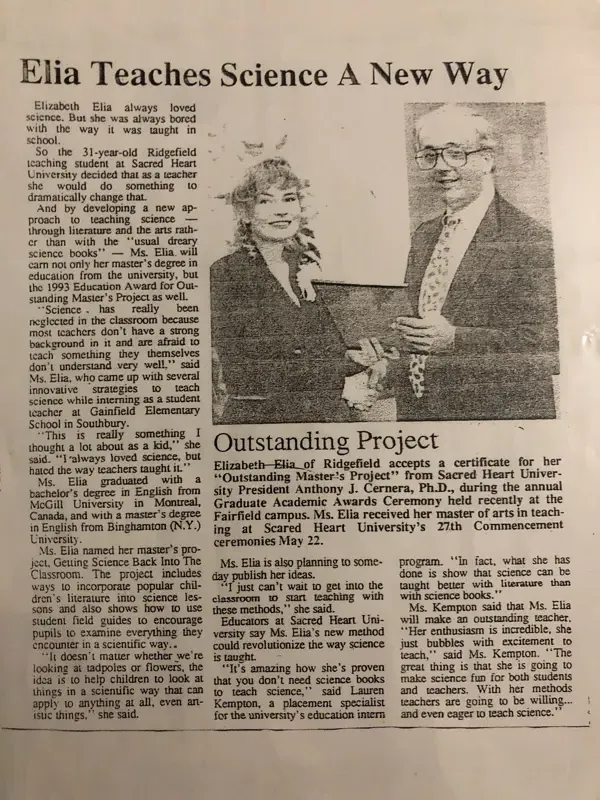 Elia Teaches Science A New Way
Elizabeth Elia always loved
science. But she was always bored
with the way it was taught in
school.
So the 31-year-old Ridgefield
teaching student at Sacred Heart
University decided that as a teacher
she would do something to
dramatically change that.
And by developing a new ap-
proach to teaching science —
through literature and the arts rath-
er than with the "usual dreary
science books" — Ms. Elia will
earn not only her master's degree in
education from the university, but
the 1993 Education Award for Out-
standing Master's Project as well.
"Science has really been
neglected in the classroom because
most teachers don't have a strong
background in it and are afraid to
teach something they themselves
don't understand very well," said
Ms. Elia, who came up with several
innovative strategies to teach
science while interning as a student
teacher at Gainfield Elementary
School in Southbury.
"This is really something I
thought a lot about as a kid," she
said. "I always loved science, but
hated the way teachers taught it."
Ms. Elia graduated with a
bachelor's degree in English from
McGill University in Montreal,
Canada, and with a master's degree
in English from Binghamton (N.Y.)
University.
Ms. Elia named her master's pro-
ject, Getting Science Back Into The
Classroom. The project includes
ways to incorporate popular chil-
dren's literature into science les-
sons and also shows how to use
student field guides to encourage
pupils to examine everything they
encounter in a scientific way.
"It doesn't matter whether we're
looking at tadpoles or flowers, the
idea is to help children to look at
things in a scientific way that can
apply to anything at all, even ar-
tistic things," she said.
Outstanding Project
Elizabeth Elia of Ridgefield accepts a certificate for her
"Outstanding Master's Project" from Sacred Heart Univer-
sity President Anthony J. Cernera, Ph.D., during the annual
Graduate Academic Awards Ceremony held recently at the
Fairfield campus. Ms. Elia received her master of arts in teach-
ing at Scared Heart University's 27th Commencement
ceremonies May 22.
Ms. Elia is also planning to some-
day publish her ideas.
"I just can't wait to get into the
classroom to start teaching with
these methods," she said.
Educators at Sacred Heart Uni-
versity say Ms. Elia's new method
could revolutionize the way science
is taught.
"It's amazing how she's proven
that you don't need science books
to teach science," said Lauren
Kempton, a placement specialist
for the university's education intern
program. "In fact, what she has
done is show that science can be
taught better with literature than
with science books."
Ms. Kempton said that Ms. Elia
will make an outstanding teacher.
"Her enthusiasm is incredible, she
just bubbles with excitement to
teach," said Ms. Kempton. "The
great thing is that she is going to
make science fun for both students
and teachers. With her methods
teachers are going to be willing...
and even eager to teach science."